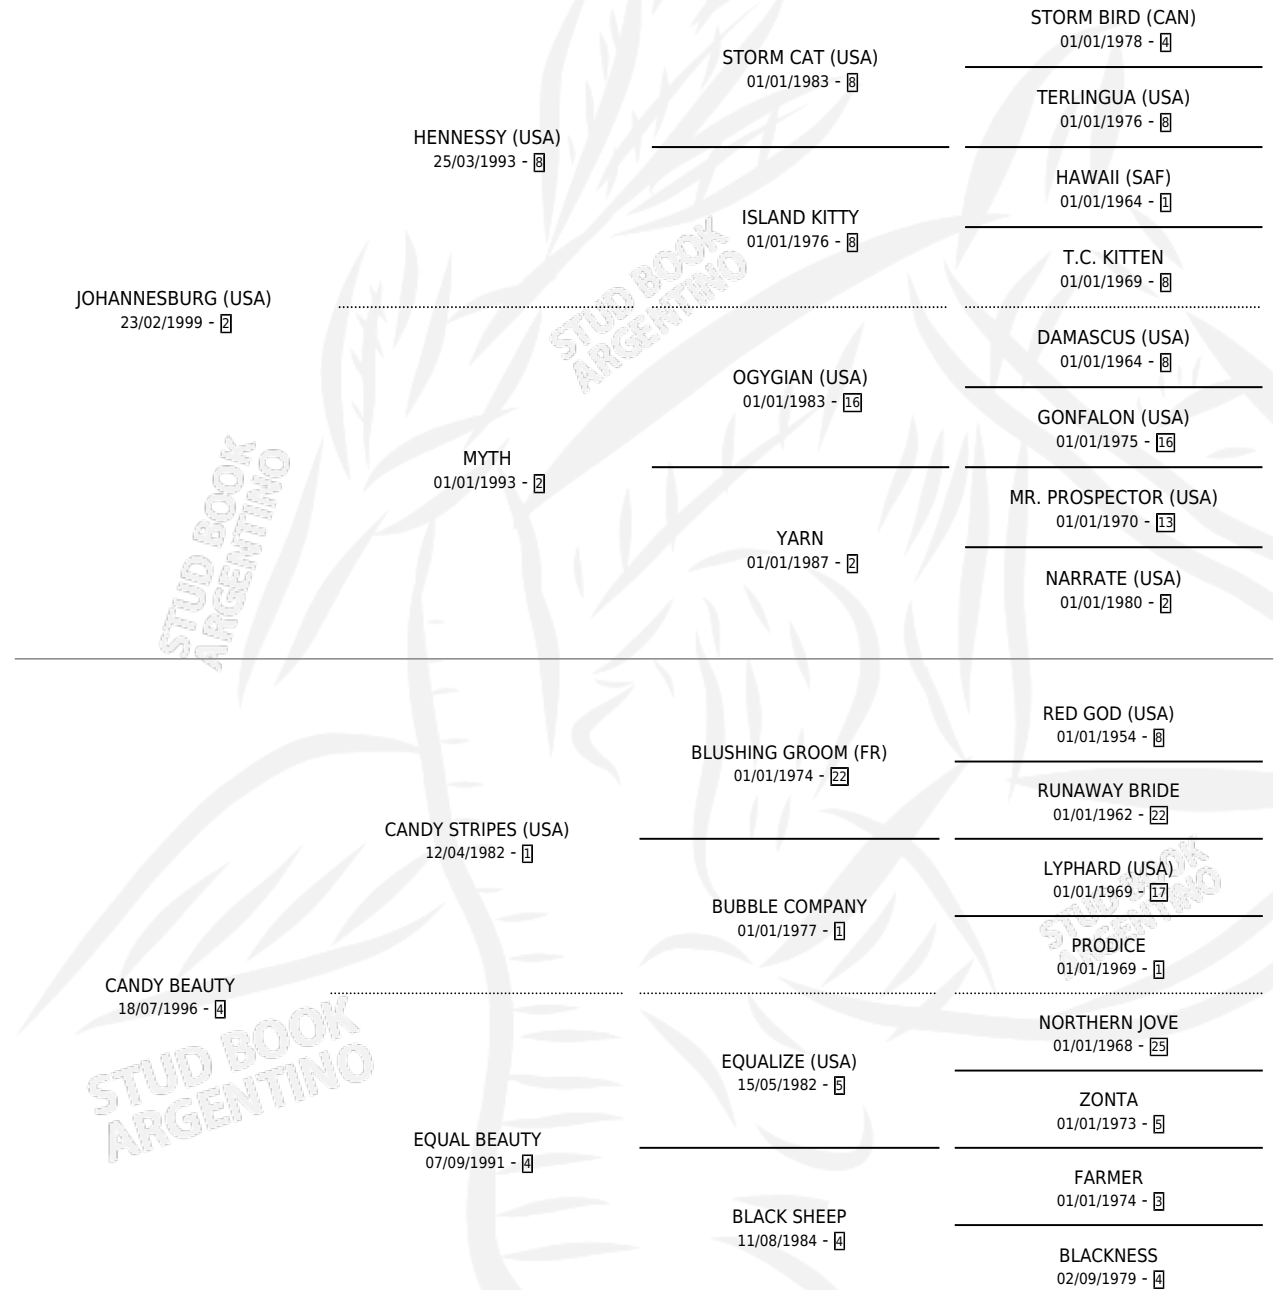 STORM BIRD (CAN)
01/01/1978 - 4
STORM CAT (USA)
01/01/1983 - 8
TERLINGUA (USA)
01/01/1976 - 8
HENNESSY (USA)
25/03/1993 - 8
HAWAII (SAF)
01/01/1964 - 1
ISLAND KITTY
01/01/1976 - 8
T.C. KITTEN
01/01/1969 - 8
JOHANNESBURG (USA)
23/02/1999 - 2
DAMASCUS (USA)
01/01/1964 - 8
OGYGIAN (USA)
01/01/1983 - 16
GONFALON (USA)
01/01/1975 - 16
MYTH
01/01/1993 - 2
MR. PROSPECTOR (USA)
01/01/1970 - 13
YARN
01/01/1987 - 2
NARRATE (USA)
01/01/1980 - 2
RED GOD (USA)
01/01/1954 - 8
BLUSHING GROOM (FR)
01/01/1974 - 22
RUNAWAY BRIDE
01/01/1962 - 22
CANDY STRIPES (USA)
12/04/1982 - 1
LYPHARD (USA)
01/01/1969 - 17
BUBBLE COMPANY
01/01/1977 - 1
PRODICE
01/01/1969 - 1
CANDY BEAUTY
18/07/1996 - 4
NORTHERN JOVE
01/01/1968 - 25
EQUALIZE (USA)
15/05/1982 - 5
ZONTA
01/01/1973 - 5
EQUAL BEAUTY
07/09/1991 - 4
FARMER
01/01/1974 - 3
BLACK SHEEP
11/08/1984 - 4
BLACKNESS
02/09/1979 - 4
STUD BOOK
ARGENTINO
STUD BOOK
ARGENTINO
STUD BOOK
ARGENTINO
STUD BOOK
ARGENTINO